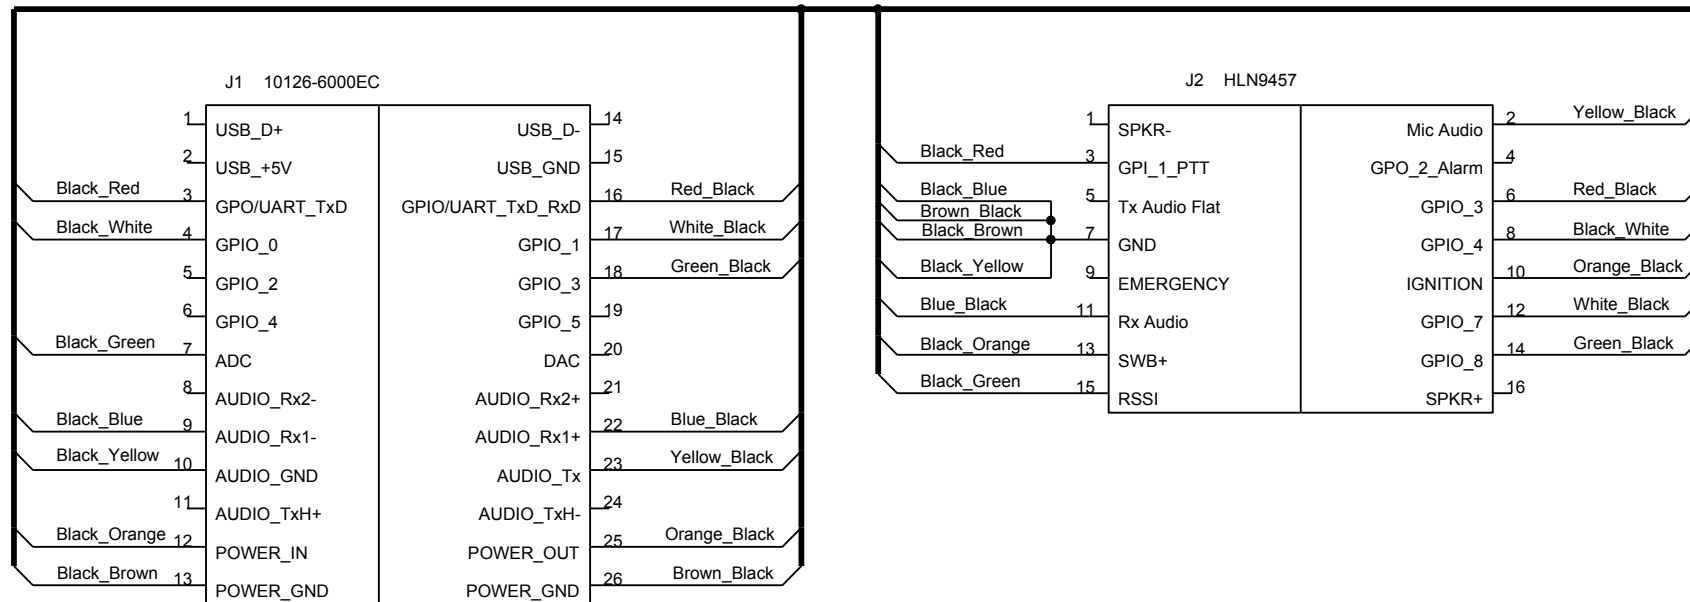 J1 10126-6000EC
1 USB_D+ USB_D- 14
2 USB_+5V USB_GND 15
Black_Red 3 GPO/UART_TxD GPIO/UART_TxD_RxD 16 Red_Black
Black_White 4 GPIO_0 GPIO_1 17 White_Black
5 GPIO_2 GPIO_3 18 Green_Black
6 GPIO_4 GPIO_5 19
Black_Green 7 ADC DAC 20
8 AUDIO_Rx2- AUDIO_Rx2+ 21
Black_Blue 9 AUDIO_Rx1- AUDIO_Rx1+ 22 Blue_Black
Black_Yellow 10 AUDIO_GND AUDIO_Tx 23 Yellow_Black
11 AUDIO_TxH+ AUDIO_TxH- 24
Black_Orange 12 POWER_IN POWER_OUT 25 Orange_Black
Black_Brown 13 POWER_GND POWER_GND 26 Brown_Black
J2 HLN9457
1 SPKR- Mic Audio 2 Yellow_Black
Black_Red 3 GPI_1_PTT GPO_2_Alarm 4
Black_Blue 5 Tx Audio Flat GPIO_3 6 Red_Black
Brown_Black
Black_Brown 7 GND GPIO_4 8 Black_White
Black_Yellow 9 EMERGENCY IGNITION 10 Orange_Black
Blue_Black 11 Rx Audio GPIO_7 12 White_Black
Black_Orange 13 SWB+ GPIO_8 14 Green_Black
Black_Green 15 RSSI SPKR+ 16